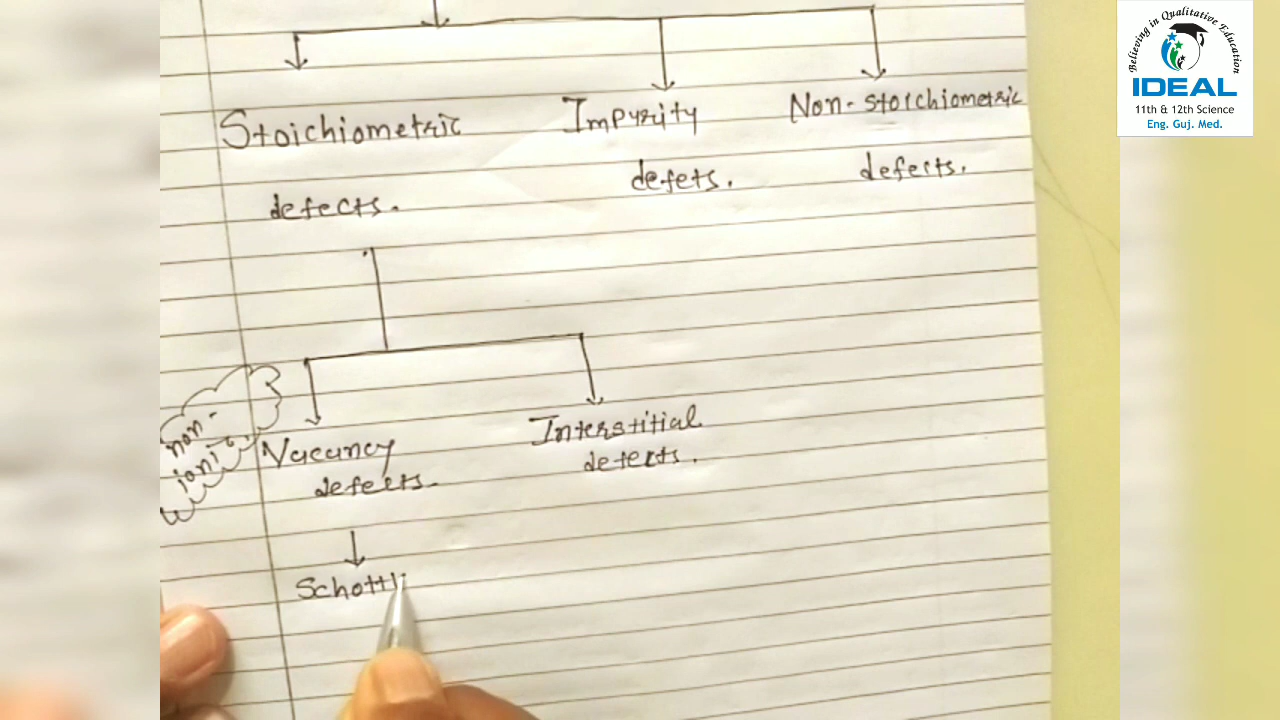 Stoichiometric
defects.
Impurity
defets.
Non-stoichiometric
defects.
non-
ionic
Vacancy
defects.
Interstitial
defects.
Schottk
Believing in Qualitative Education
IDEAL
11th & 12th Science
Eng. Guj. Med.